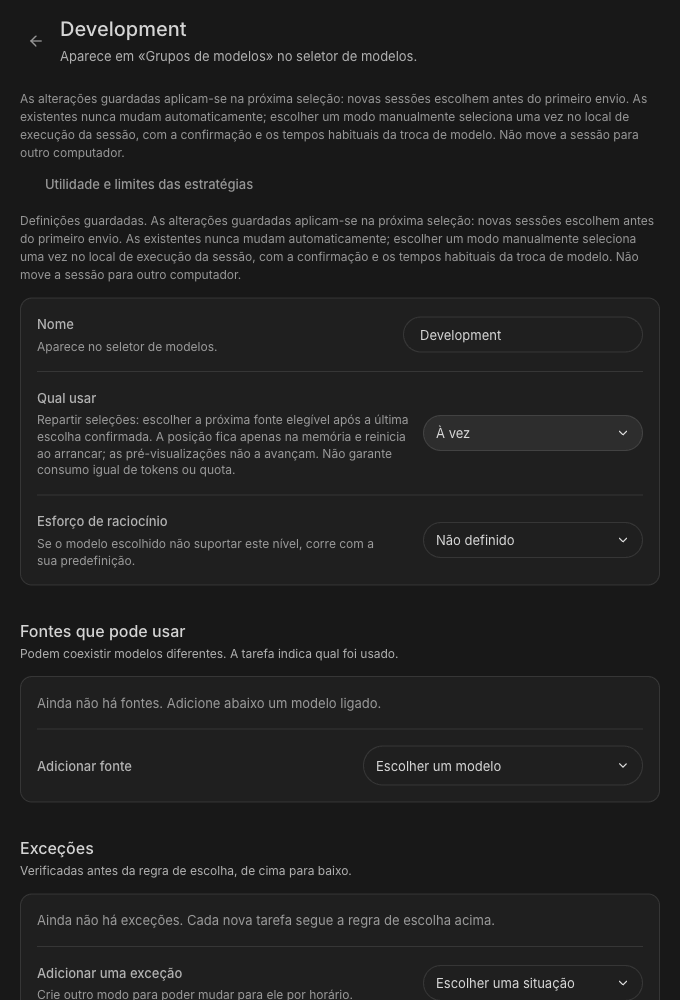 Development
Aparece em «Grupos de modelos» no seletor de modelos.
As alterações guardadas aplicam-se na próxima seleção: novas sessões escolhem antes do primeiro envio. As
existentes nunca mudam automaticamente; escolher um modo manualmente seleciona uma vez no local de
execução da sessão, com a confirmação e os tempos habituais da troca de modelo. Não move a sessão para
outro computador.
Utilidade e limites das estratégias
Definições guardadas. As alterações guardadas aplicam-se na próxima seleção: novas sessões escolhem antes
do primeiro envio. As existentes nunca mudam automaticamente; escolher um modo manualmente seleciona
uma vez no local de execução da sessão, com a confirmação e os tempos habituais da troca de modelo. Não
move a sessão para outro computador.
Nome
Aparece no seletor de modelos.
Development
Qual usar
Repartir seleções: escolher a próxima fonte elegível após a última
escolha confirmada. A posição fica apenas na memória e reinicia
ao arrancar; as pré-visualizações não a avançam. Não garante
consumo igual de tokens ou quota.
À vez
Esforço de raciocínio
Se o modelo escolhido não suportar este nível, corre com a
sua predefinição.
Não definido
Fontes que pode usar
Podem coexistir modelos diferentes. A tarefa indica qual foi usado.
Ainda não há fontes. Adicione abaixo um modelo ligado.
Adicionar fonte
Escolher um modelo
Exceções
Verificadas antes da regra de escolha, de cima para baixo.
Ainda não há exceções. Cada nova tarefa segue a regra de escolha acima.
Adicionar uma exceção
Crie outro modo para poder mudar para ele por horário.
Escolher uma situação